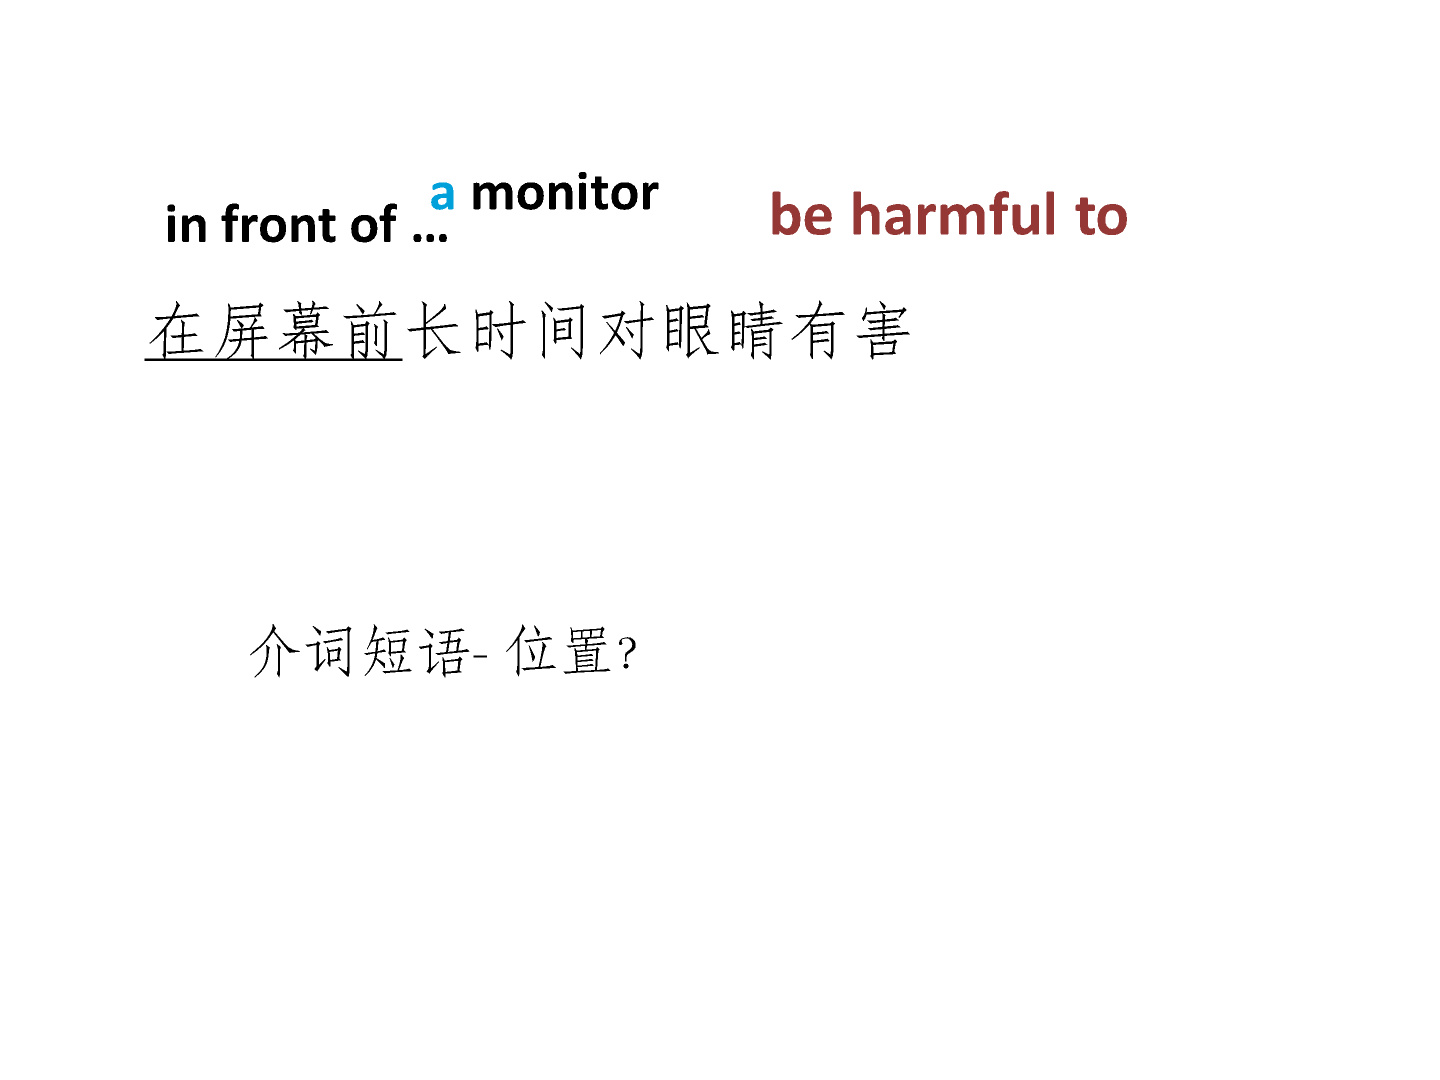 a monitor
in front of …
be harmful to
在屏幕前长时间对眼睛有害
介词短语- 位置?